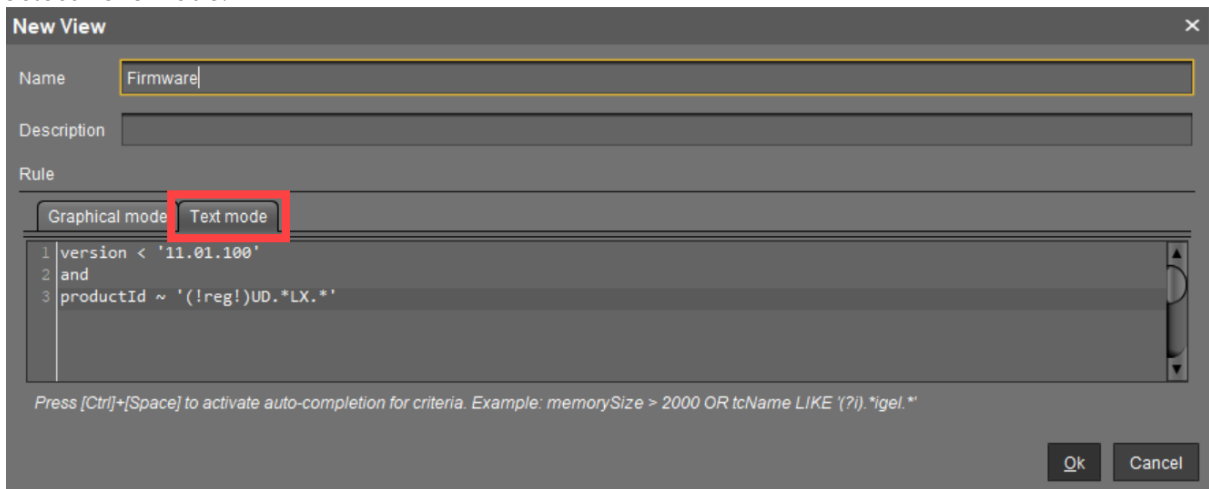 New View ×
Name Firmware
Description
Rule
Graphical mode Text mode
1 version < '11.01.100'
2 and
3 productId ~ '(!reg!)UD.*LX.*'
Press [Ctrl]+[Space] to activate auto-completion for criteria. Example: memorySize > 2000 OR tcName LIKE '(?i).*igel.*'
Ok Cancel